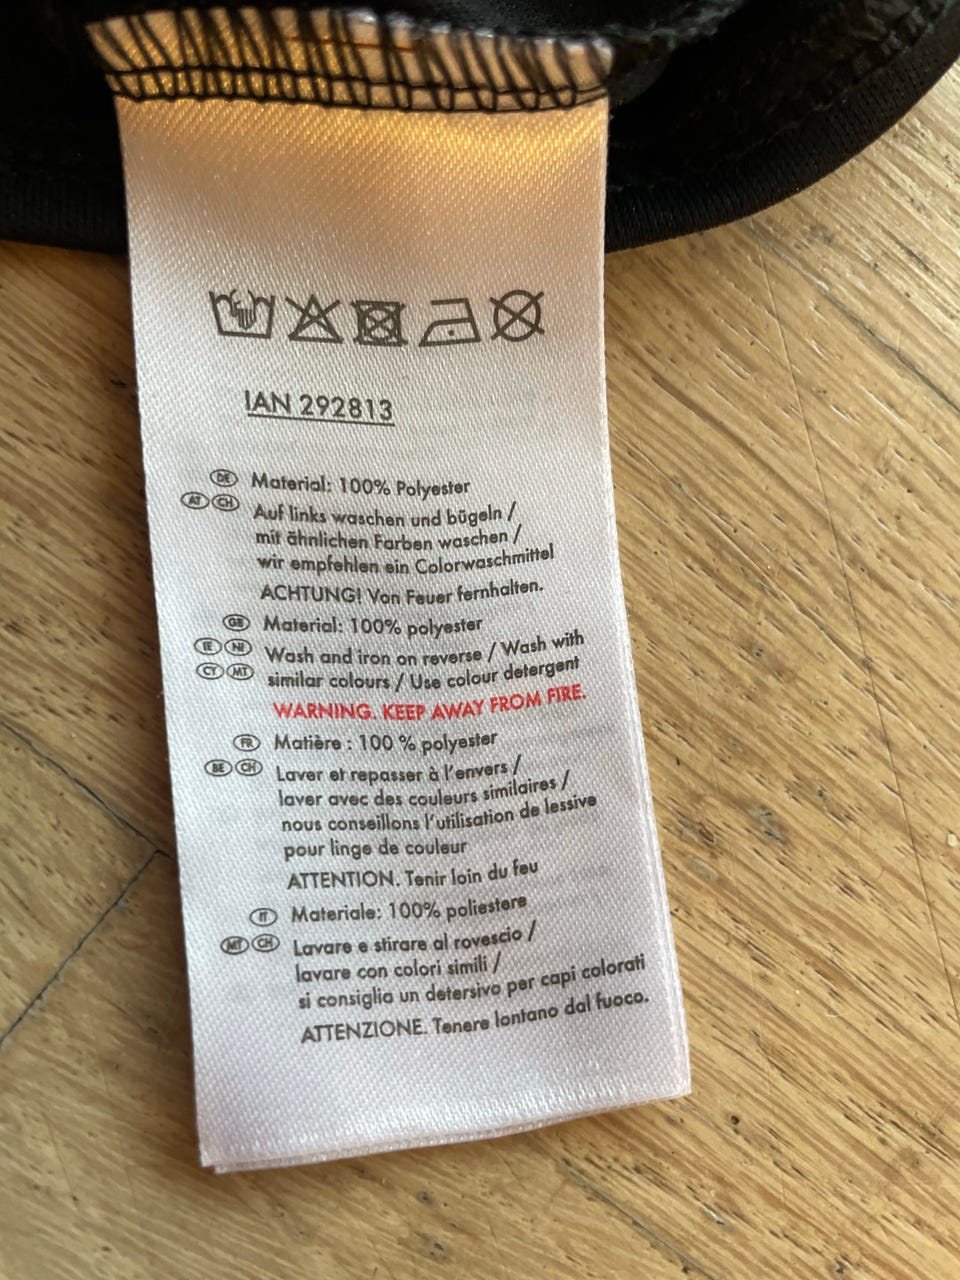 IAN 292813
DE Material: 100% Polyester
AT CH Auf links waschen und bügeln /
mit ähnlichen Farben waschen /
wir empfehlen ein Colorwaschmittel
ACHTUNG! Von Feuer fernhalten.
GB Material: 100% polyester
IE NI Wash and iron on reverse / Wash with
CY MT similar colours / Use colour detergent
WARNING. KEEP AWAY FROM FIRE.
FR Matière : 100 % polyester
BE CH Laver et repasser à l'envers /
laver avec des couleurs similaires /
nous conseillons l'utilisation de lessive
pour linge de couleur
ATTENTION. Tenir loin du feu
IT Materiale: 100% poliestere
MT CH Lavare e stirare al rovescio /
lavare con colori simili /
si consiglia un detersivo per capi colorati
ATTENZIONE. Tenere lontano dal fuoco.